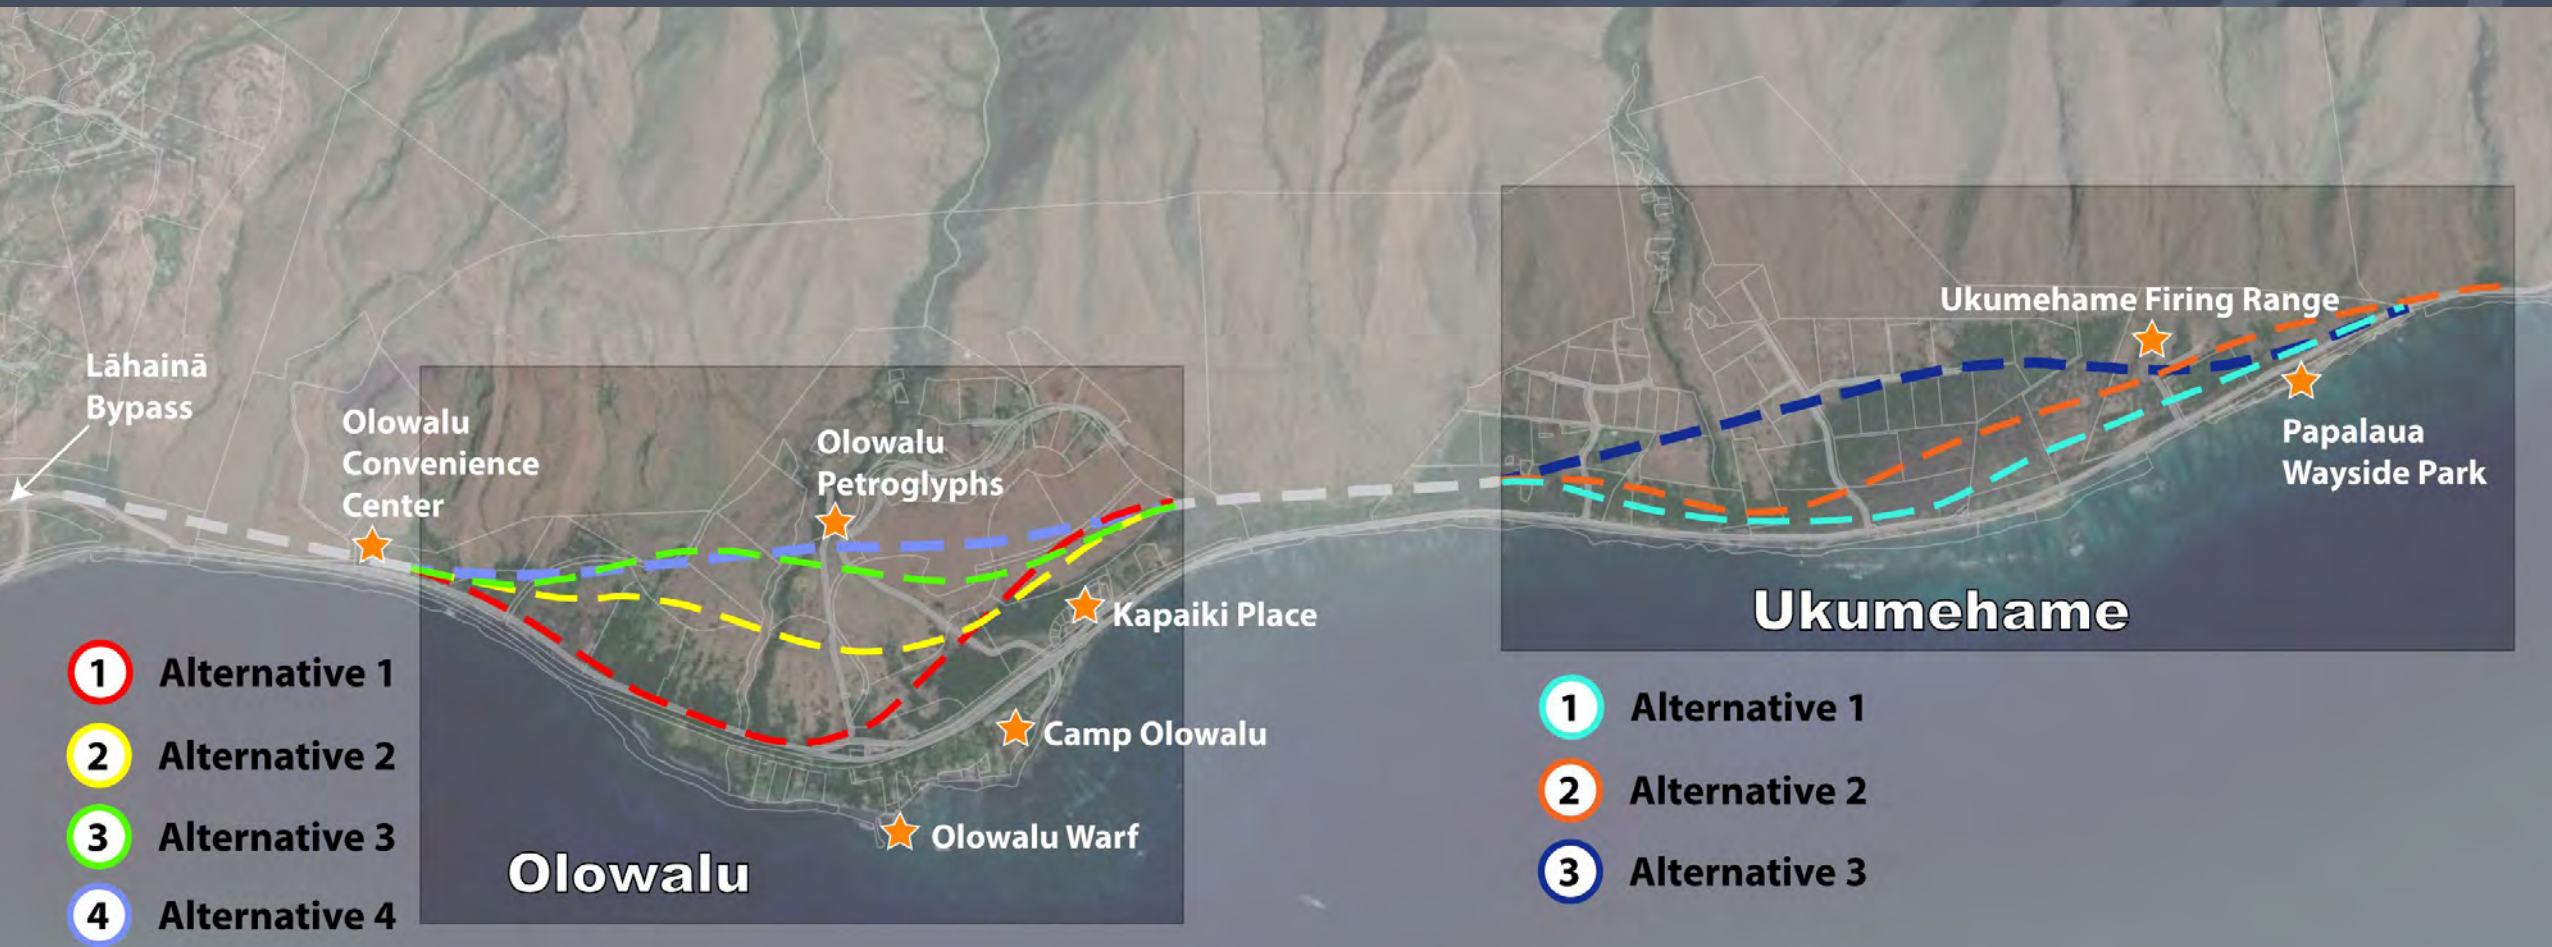 Lāhainā
Bypass
Olowalu
Convenience
Center
Olowalu
Petroglyphs
Kapaiki Place
Camp Olowalu
Olowalu Warf
Olowalu
1 Alternative 1
2 Alternative 2
3 Alternative 3
4 Alternative 4
Ukumehame Firing Range
Papalaua
Wayside Park
Ukumehame
1 Alternative 1
2 Alternative 2
3 Alternative 3